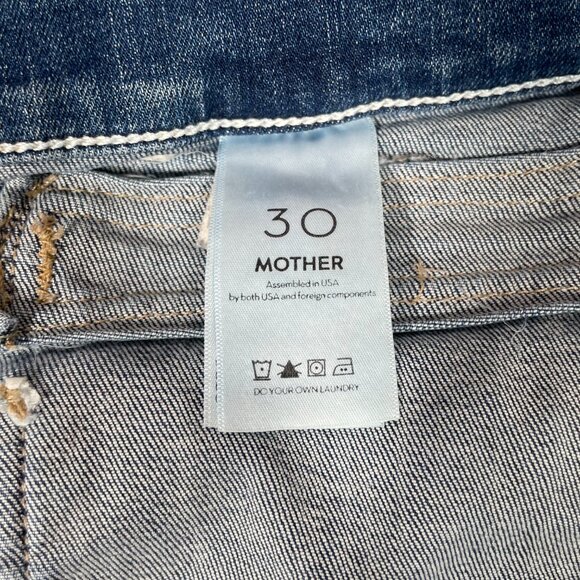 30
MOTHER
Assembled in USA
by both USA and foreign components
DO YOUR OWN LAUNDRY